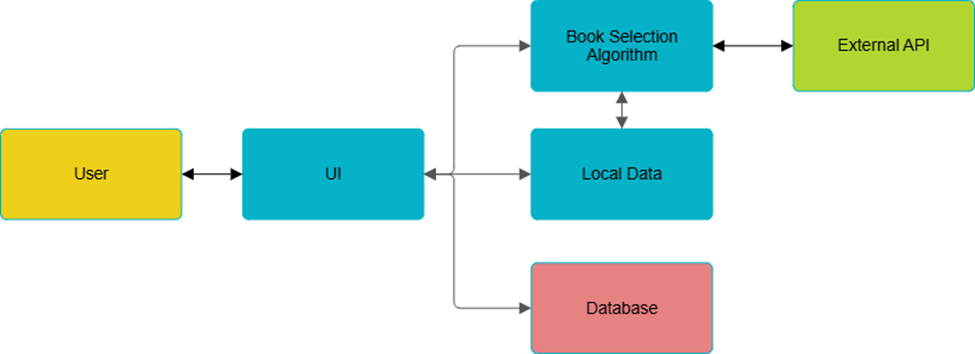 Book Selection
Algorithm
External API
User
UI
Local Data
Database